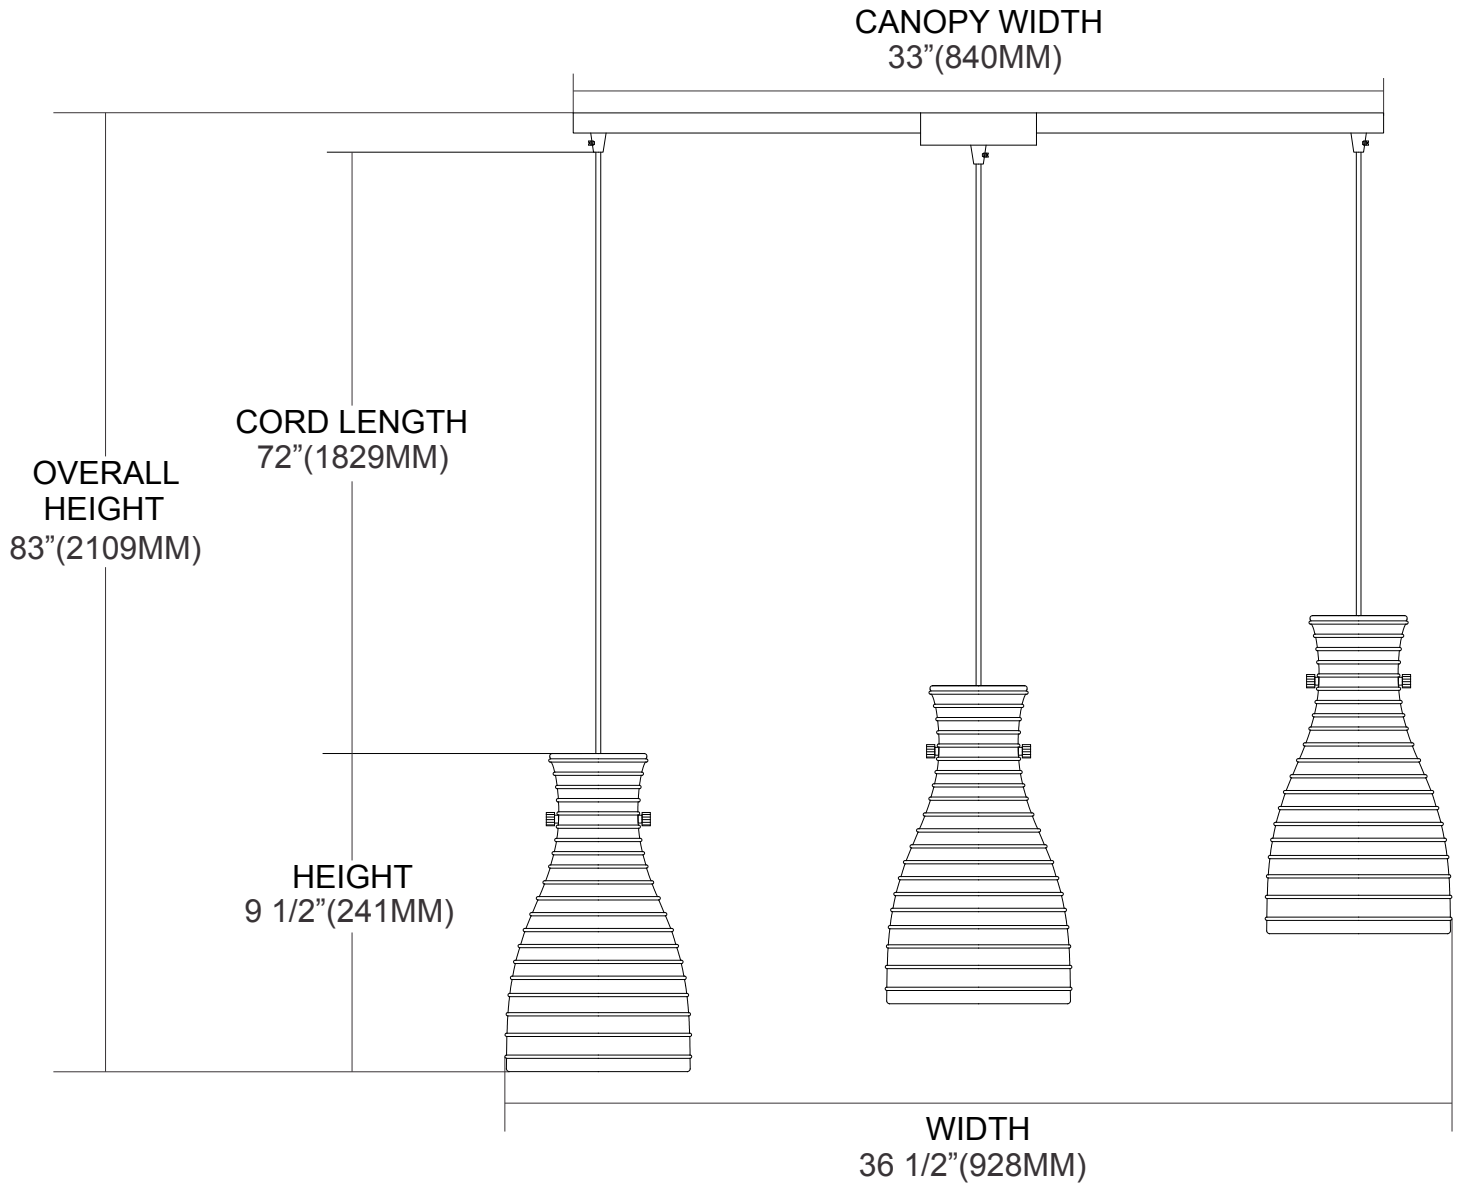 CANOPY WIDTH
33”(840MM)
CORD LENGTH
72”(1829MM)
OVERALL
HEIGHT
83”(2109MM)
HEIGHT
9 1/2”(241MM)
WIDTH
36 1/2”(928MM)